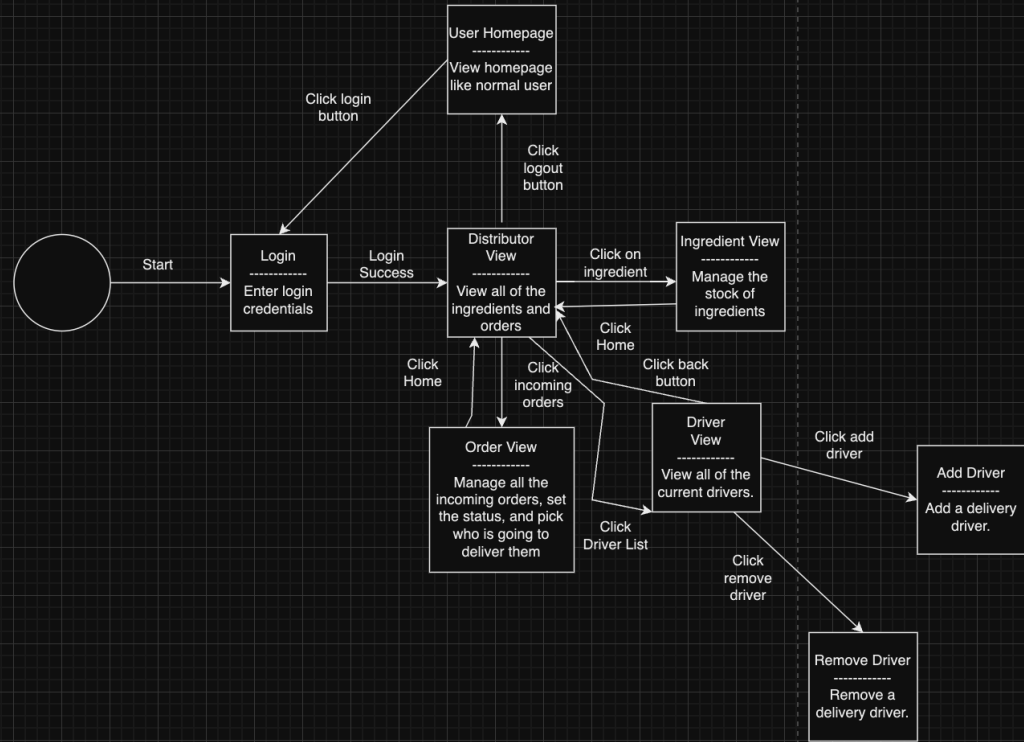 User Homepage
------------
View homepage
like normal user
Click login
button
Click
logout
button
Start
Login
------------
Enter login
credentials
Login
Success
Distributor
View
------------
View all of the
ingredients and
orders
Click on
ingredient
Ingredient View
------------
Manage the
stock of
ingredients
Click
Home
Click
Home
Click
incoming
orders
Click back
button
Order View
------------
Manage all the
incoming orders, set
the status, and pick
who is going to
deliver them
Driver
View
------------
View all of the
current drivers.
Click
Driver List
Click add
driver
Add Driver
------------
Add a delivery
driver.
Click
remove
driver
Remove Driver
------------
Remove a
delivery driver.